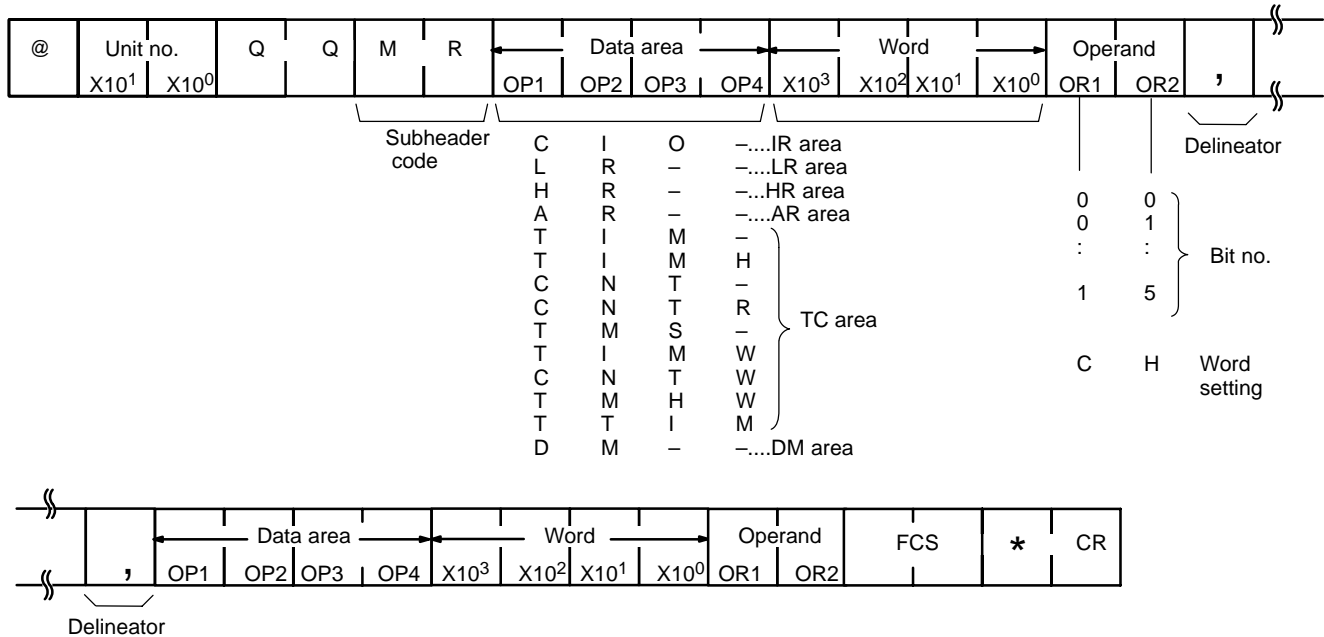 @ Unit no. Q Q M R Data area Word Operand ,
X10¹ X10⁰ OP1 OP2 OP3 OP4 X10³ X10² X10¹ X10⁰ OR1 OR2
Subheader code
Delineator
C I O –....IR area
L R – –....LR area
H R – –....HR area
A R – –....AR area
T I M –
T I M H
C N T –
C N T R
T M S –
T I M W
C N T W
T M H W
T T I M
TC area
D M – –....DM area
0 0
0 1
: :
1 5
Bit no.
C H Word setting
, Data area Word Operand FCS * CR
OP1 OP2 OP3 OP4 X10³ X10² X10¹ X10⁰ OR1 OR2
Delineator